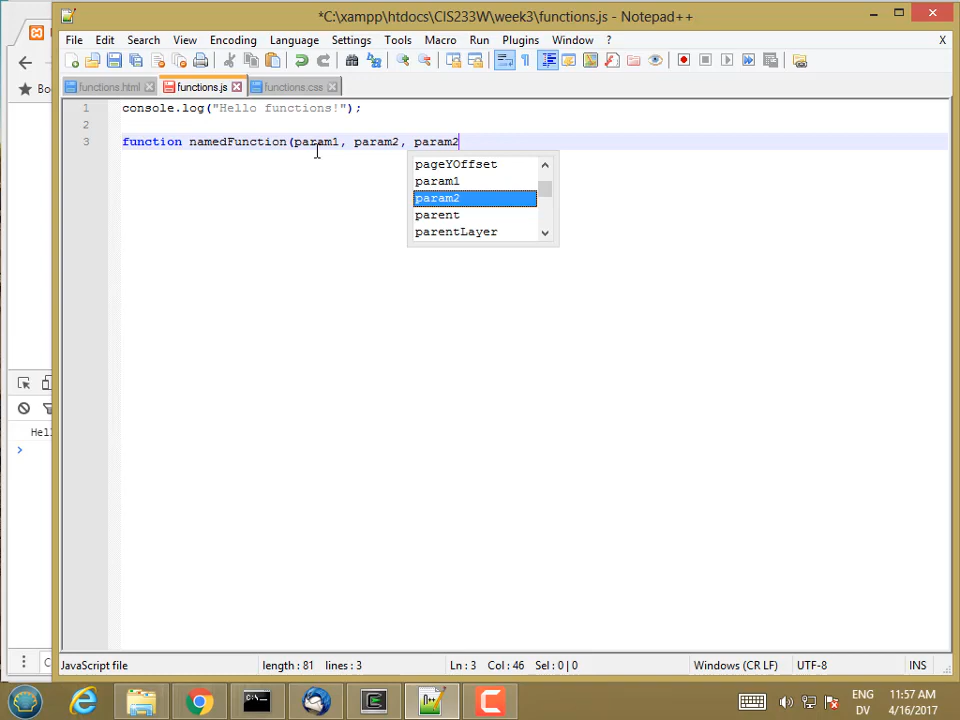 *C:\xampp\htdocs\CIS233W\week3\functions.js - Notepad++
File Edit Search View Encoding Language Settings Tools Macro Run Plugins Window ? X
functions.html functions.js functions.css
1 console.log("Hello functions!");
2
3 function namedFunction(param1, param2, param2
pageYOffset
param1
param2
parent
parentLayer
Bo
Hel
>
JavaScript file length : 81 lines : 3 Ln : 3 Col : 46 Sel : 0 | 0 Windows (CR LF) UTF-8 INS
ENG 11:57 AM
DV 4/16/2017